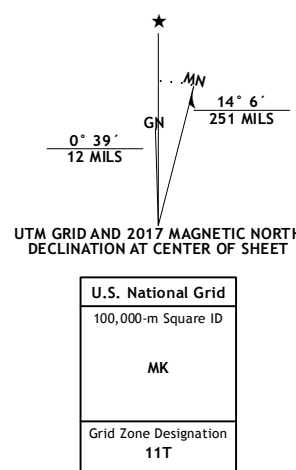 ★
MN
GN
14° 6´
251 MILS
0° 39´
12 MILS
UTM GRID AND 2017 MAGNETIC NORTH
DECLINATION AT CENTER OF SHEET
U.S. National Grid
100,000-m Square ID
MK
Grid Zone Designation
11T